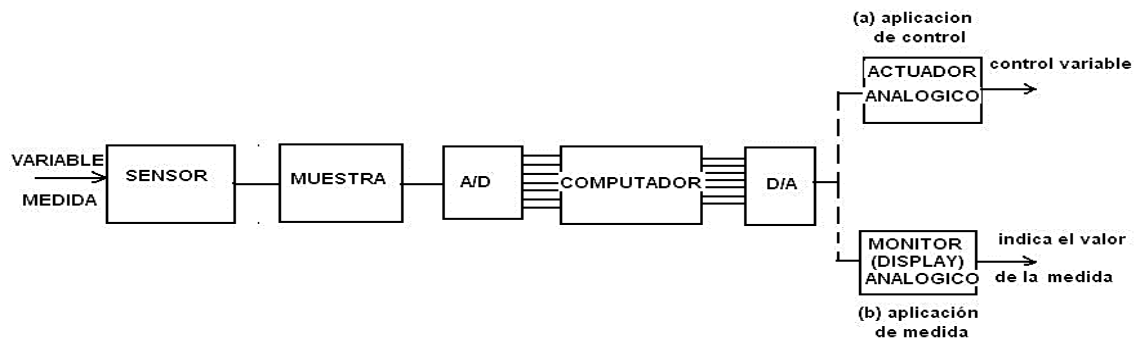 VARIABLE
MEDIDA
SENSOR
MUESTRA
A/D
COMPUTADOR
D/A
(a) aplicacion
de control
ACTUADOR
ANALOGICO
control variable
MONITOR
(DISPLAY)
ANALOGICO
indica el valor
de la medida
(b) aplicación
de medida